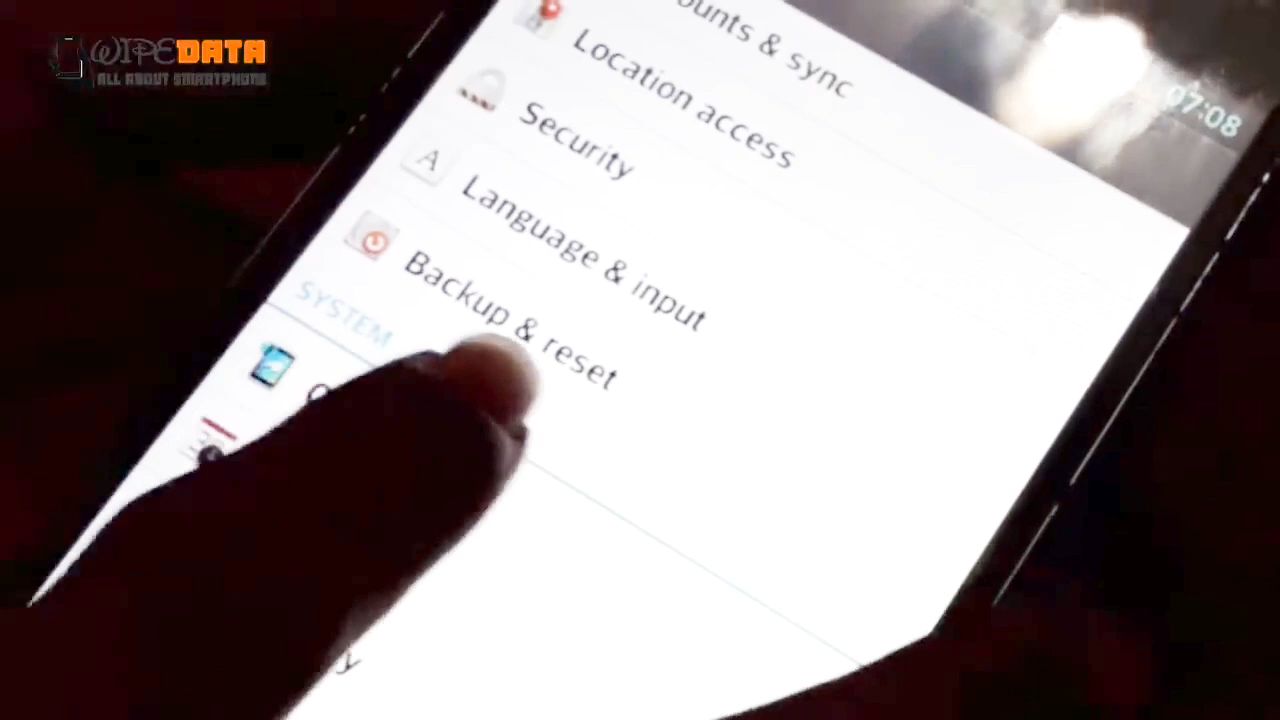 WIPEDATA
ALL ABOUT SMARTPHONE
ounts & sync
07:08
Location access
Security
A
Language & input
Backup & reset
SYSTEM
y